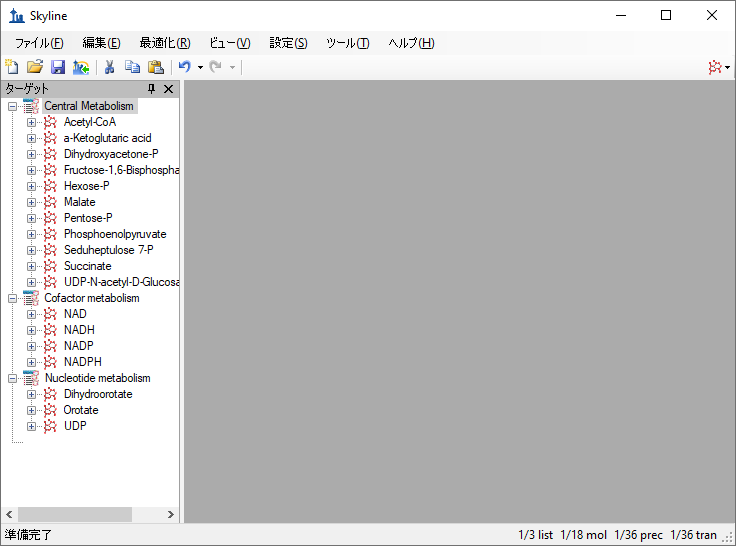 Skyline
ファイル(F) 編集(E) 最適化(R) ビュー(V) 設定(S) ツール(T) ヘルプ(H)
ターゲット
Central Metabolism
Acetyl-CoA
a-Ketoglutaric acid
Dihydroxyacetone-P
Fructose-1,6-Bisphospha
Hexose-P
Malate
Pentose-P
Phosphoenolpyruvate
Seduheptulose 7-P
Succinate
UDP-N-acetyl-D-Glucosa
Cofactor metabolism
NAD
NADH
NADP
NADPH
Nucleotide metabolism
Dihydroorotate
Orotate
UDP
準備完了 1/3 list 1/18 mol 1/36 prec 1/36 tran